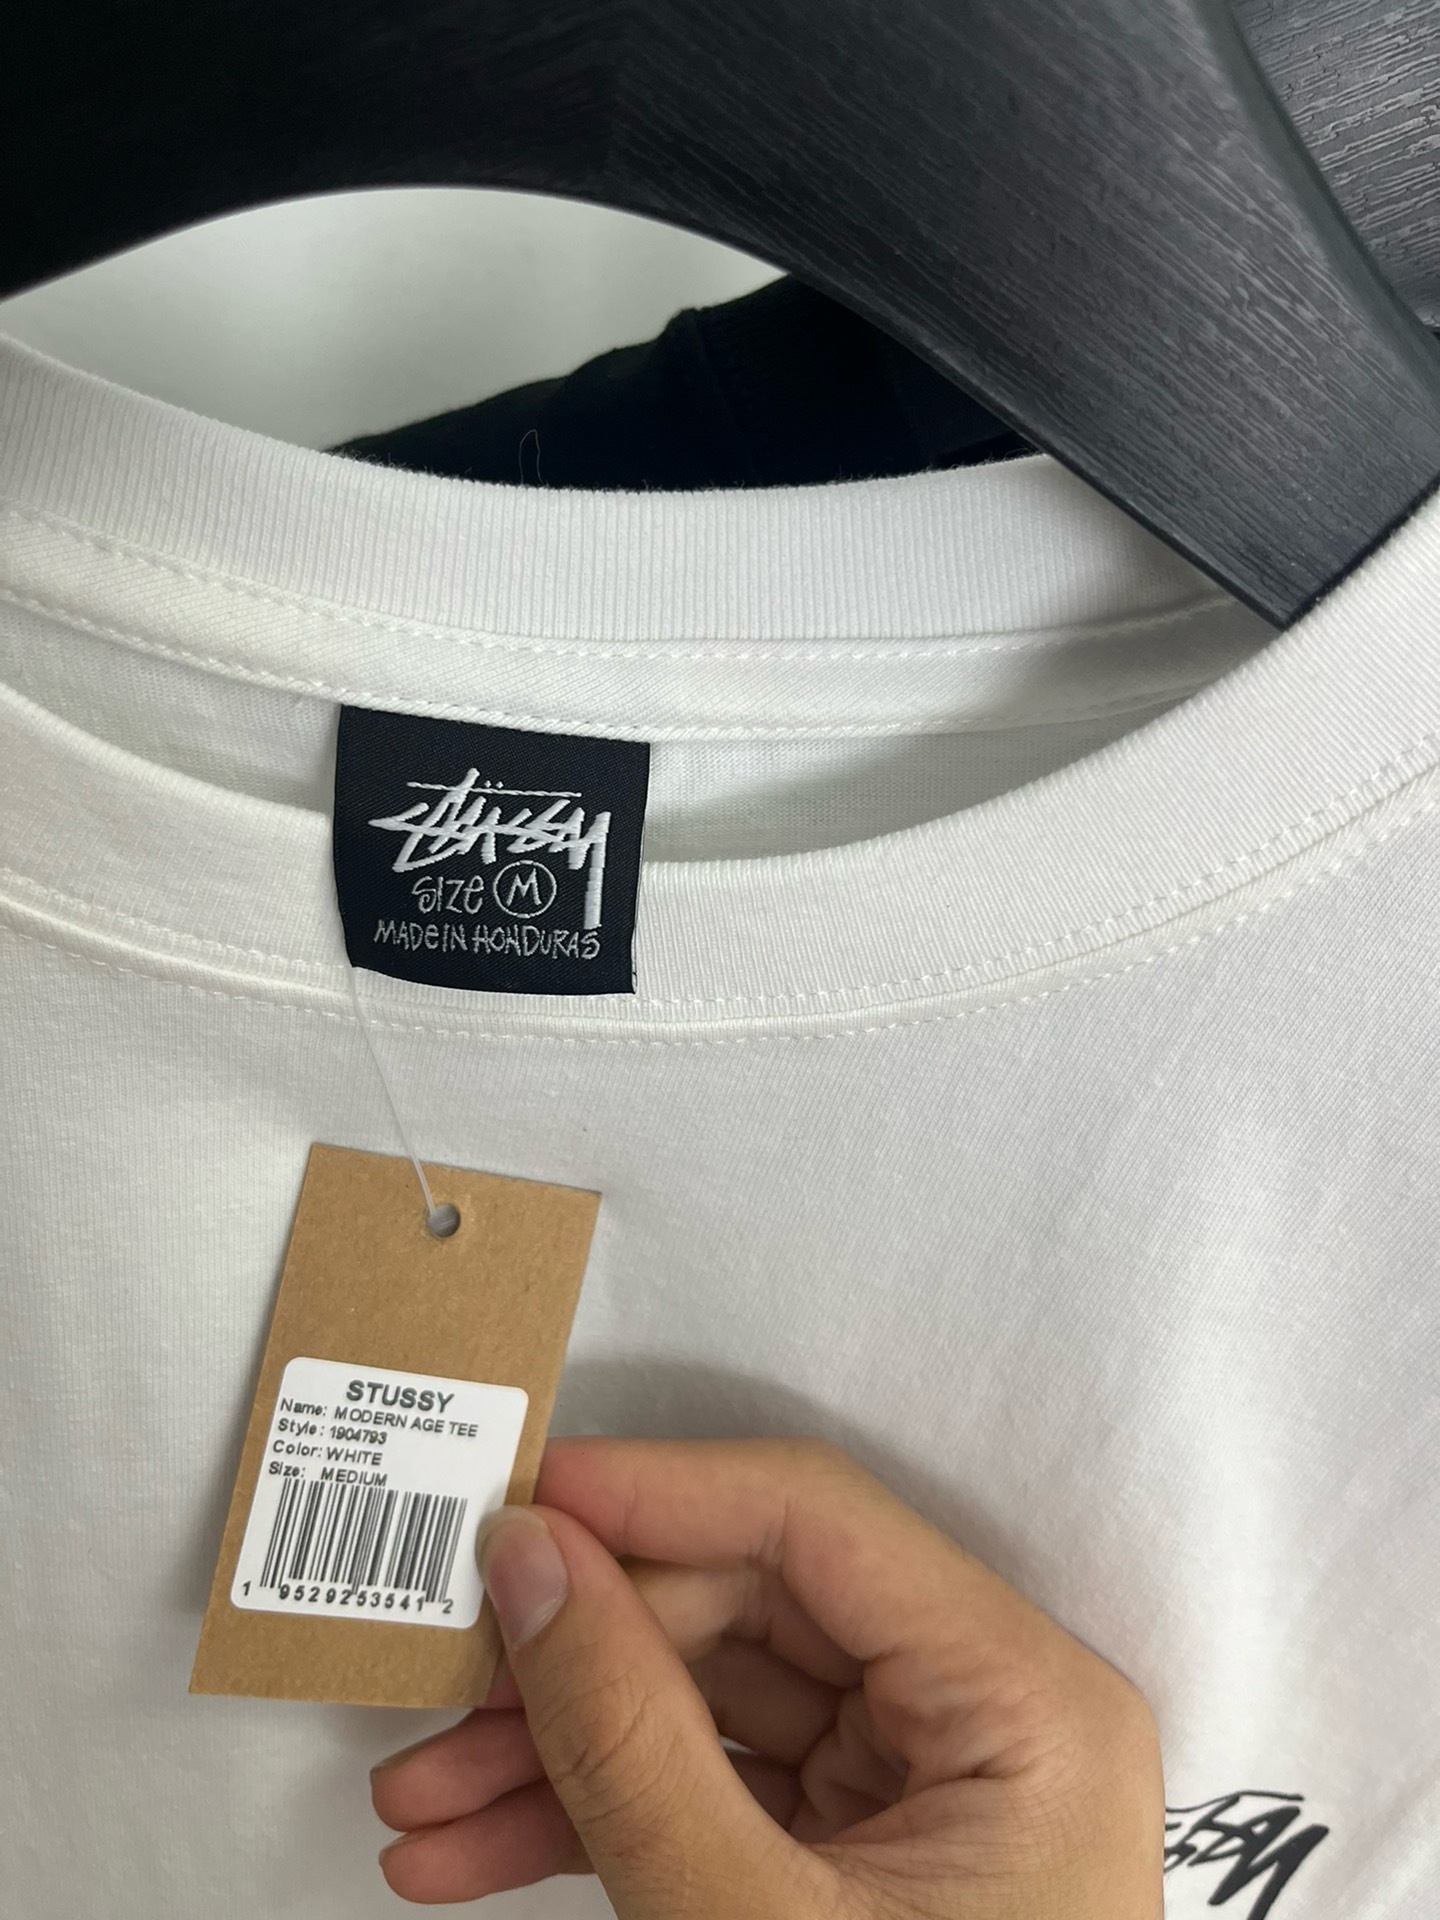 STÜSSY
SIZE M
MADE IN HONDURAS
STUSSY
Name: MODERN AGE TEE
Style: 1904793
Color: WHITE
Size: MEDIUM
1 95292 53541 2